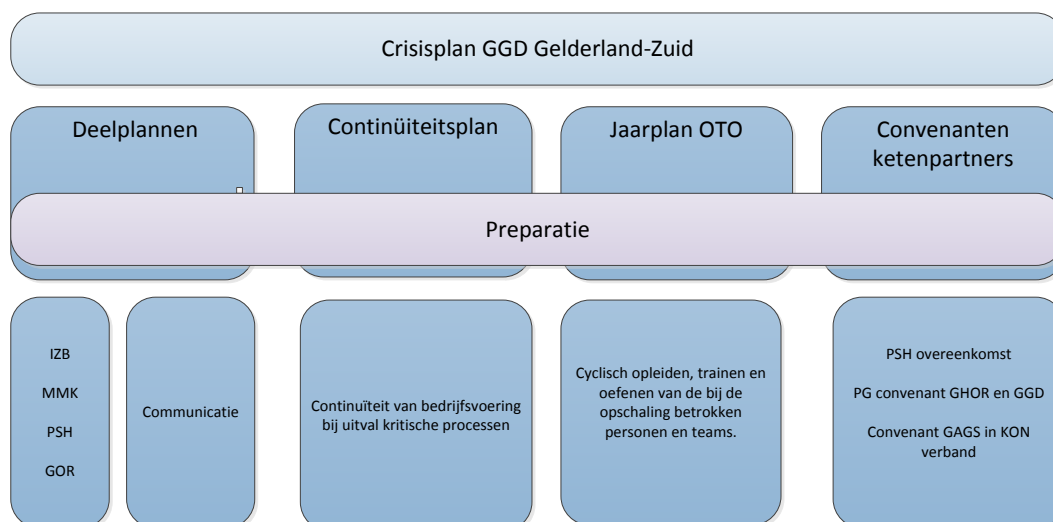 Crisisplan GGD Gelderland-Zuid
Deelplannen
Continüiteitsplan
Jaarplan OTO
Convenanten
ketenpartners
Preparatie
IZB
MMK
PSH
GOR
Communicatie
Continuïteit van bedrijfsvoering
bij uitval kritische processen
Cyclisch opleiden, trainen en
oefenen van de bij de
opschaling betrokken
personen en teams.
PSH overeenkomst
PG convenant GHOR en GGD
Convenant GAGS in KON
verband